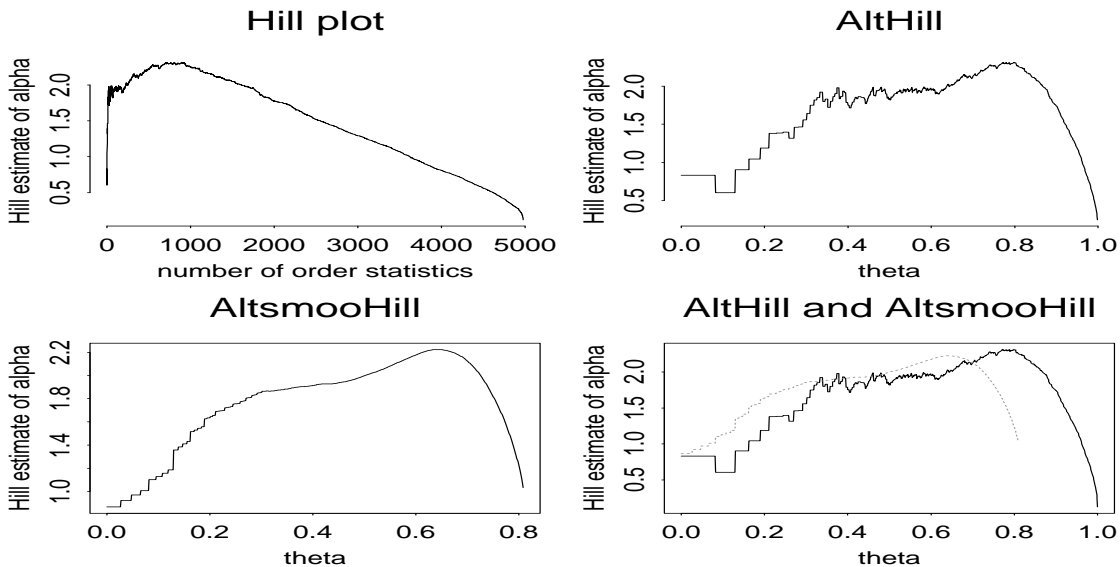 Hill plot
Hill estimate of alpha
0.5 1.0 1.5 2.0
0 1000 2000 3000 4000 5000
number of order statistics
AltHill
Hill estimate of alpha
0.5 1.0 1.5 2.0
0.0 0.2 0.4 0.6 0.8 1.0
theta
AltsmooHill
Hill estimate of alpha
1.0 1.4 1.8 2.2
0.0 0.2 0.4 0.6 0.8
theta
AltHill and AltsmooHill
Hill estimate of alpha
0.5 1.0 1.5 2.0
0.0 0.2 0.4 0.6 0.8 1.0
theta